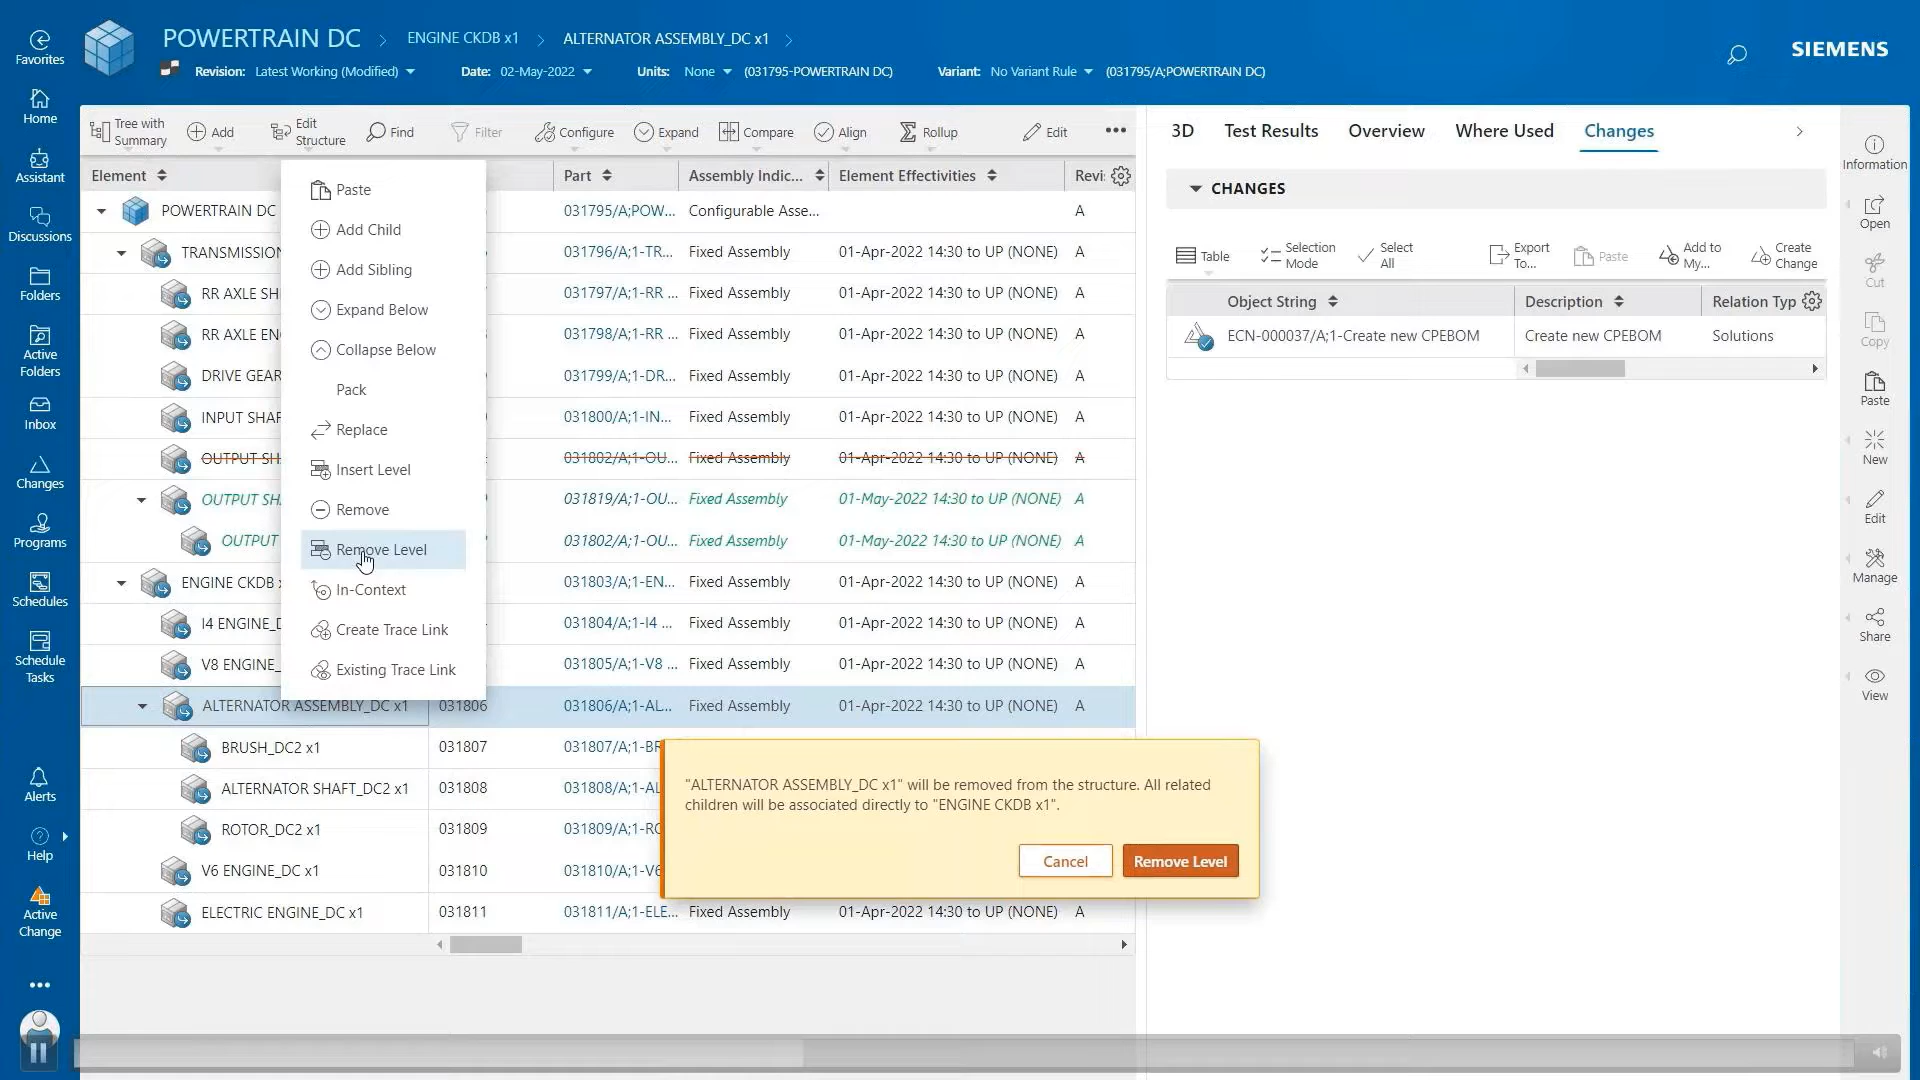 POWERTRAIN DC
ENGINE CKDB x1
ALTERNATOR ASSEMBLY_DC x1
Revision: Latest Working (Modified)
Date: 02-May-2022
Units: None (031795-POWERTRAIN DC)
Variant: No Variant Rule (031795/A;POWERTRAIN DC)
SIEMENS
Favorites
Home
Assistant
Discussions
Folders
Active
Folders
Inbox
Changes
Programs
Schedules
Schedule
Tasks
Alerts
Help
Active
Change
Tree with
Summary
Add
Edit
Structure
Find
Filter
Configure
Expand
Compare
Align
Rollup
Edit
Element
Part
Assembly Indic...
Element Effectivities
Revi
POWERTRAIN DC 031795/A;POW... Configurable Asse... A
TRANSMISSION 031796/A;1-TR... Fixed Assembly 01-Apr-2022 14:30 to UP (NONE) A
RR AXLE SH 031797/A;1-RR ... Fixed Assembly 01-Apr-2022 14:30 to UP (NONE) A
RR AXLE EN 031798/A;1-RR ... Fixed Assembly 01-Apr-2022 14:30 to UP (NONE) A
DRIVE GEAR 031799/A;1-DR... Fixed Assembly 01-Apr-2022 14:30 to UP (NONE) A
INPUT SHAF 031800/A;1-IN... Fixed Assembly 01-Apr-2022 14:30 to UP (NONE) A
OUTPUT SH 031802/A;1-OU... Fixed Assembly 01-Apr-2022 14:30 to UP (NONE) A
OUTPUT SH 031819/A;1-OU... Fixed Assembly 01-May-2022 14:30 to UP (NONE) A
OUTPUT 031802/A;1-OU... Fixed Assembly 01-May-2022 14:30 to UP (NONE) A
ENGINE CKDB 031803/A;1-EN... Fixed Assembly 01-Apr-2022 14:30 to UP (NONE) A
I4 ENGINE_D 031804/A;1-I4 ... Fixed Assembly 01-Apr-2022 14:30 to UP (NONE) A
V8 ENGINE_ 031805/A;1-V8 ... Fixed Assembly 01-Apr-2022 14:30 to UP (NONE) A
ALTERNATOR ASSEMBLY_DC x1 031806 031806/A;1-AL... Fixed Assembly 01-Apr-2022 14:30 to UP (NONE) A
BRUSH_DC2 x1 031807 031807/A;1-BR
ALTERNATOR SHAFT_DC2 x1 031808 031808/A;1-AL
ROTOR_DC2 x1 031809 031809/A;1-RO
V6 ENGINE_DC x1 031810 031810/A;1-V6
ELECTRIC ENGINE_DC x1 031811 031811/A;1-ELE... Fixed Assembly 01-Apr-2022 14:30 to UP (NONE) A
Paste
Add Child
Add Sibling
Expand Below
Collapse Below
Pack
Replace
Insert Level
Remove
Remove Level
In-Context
Create Trace Link
Existing Trace Link
"ALTERNATOR ASSEMBLY_DC x1" will be removed from the structure. All related
children will be associated directly to "ENGINE CKDB x1".
Cancel
Remove Level
3D
Test Results
Overview
Where Used
Changes
CHANGES
Table
Selection
Mode
Select
All
Export
To...
Paste
Add to
My...
Create
Change
Object String
Description
Relation Typ
ECN-000037/A;1-Create new CPEBOM Create new CPEBOM Solutions
Information
Open
Cut
Copy
Paste
New
Edit
Manage
Share
View